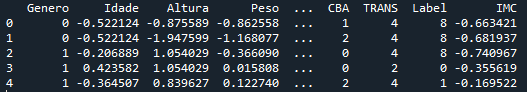 Genero Idade Altura Peso ... CBA TRANS Label IMC
0 0 -0.522124 -0.875589 -0.862558 ... 1 4 8 -0.663421
1 0 -0.522124 -1.947599 -1.168077 ... 2 4 8 -0.681937
2 1 -0.206889 1.054029 -0.366090 ... 0 4 8 -0.740967
3 1 0.423582 1.054029 0.015808 ... 0 2 0 -0.355619
4 1 -0.364507 0.839627 0.122740 ... 2 4 1 -0.169522